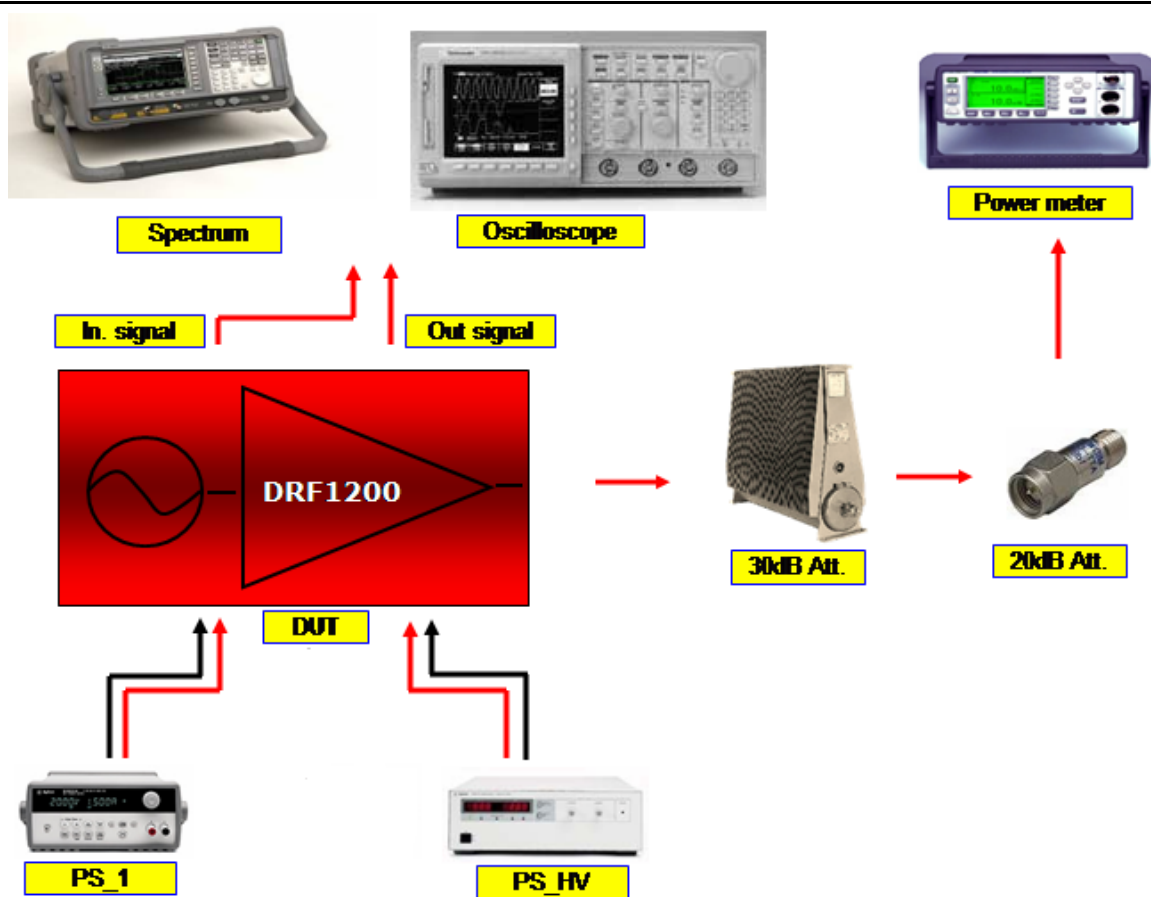 Spectrum
Oscilloscope
Power meter
In. signal
Out signal
DRF1200
DUT
30dB Att.
20dB Att.
PS_1
PS_HV